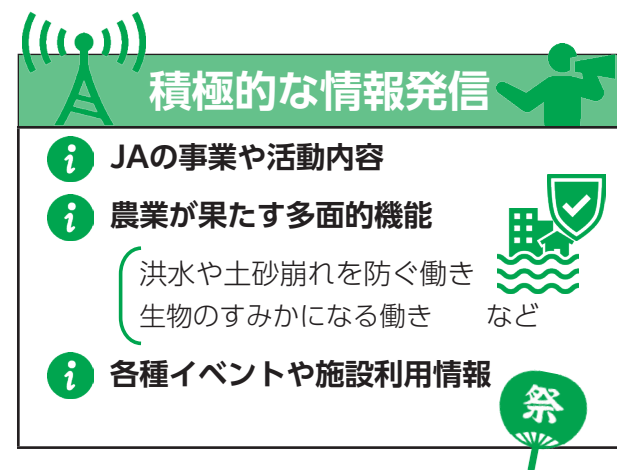 積極的な情報発信
i JAの事業や活動内容
i 農業が果たす多面的機能
洪水や土砂崩れを防ぐ働き
生物のすみかになる働き など
i 各種イベントや施設利用情報
祭